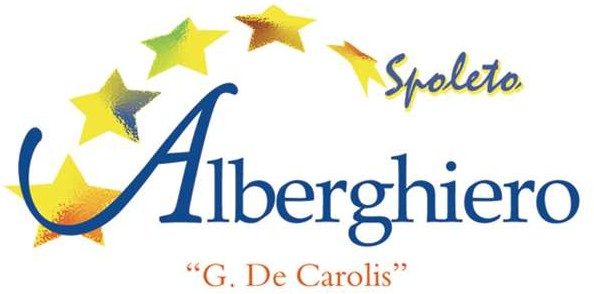 Spoleto
Alberghiero
“G. De Carolis”